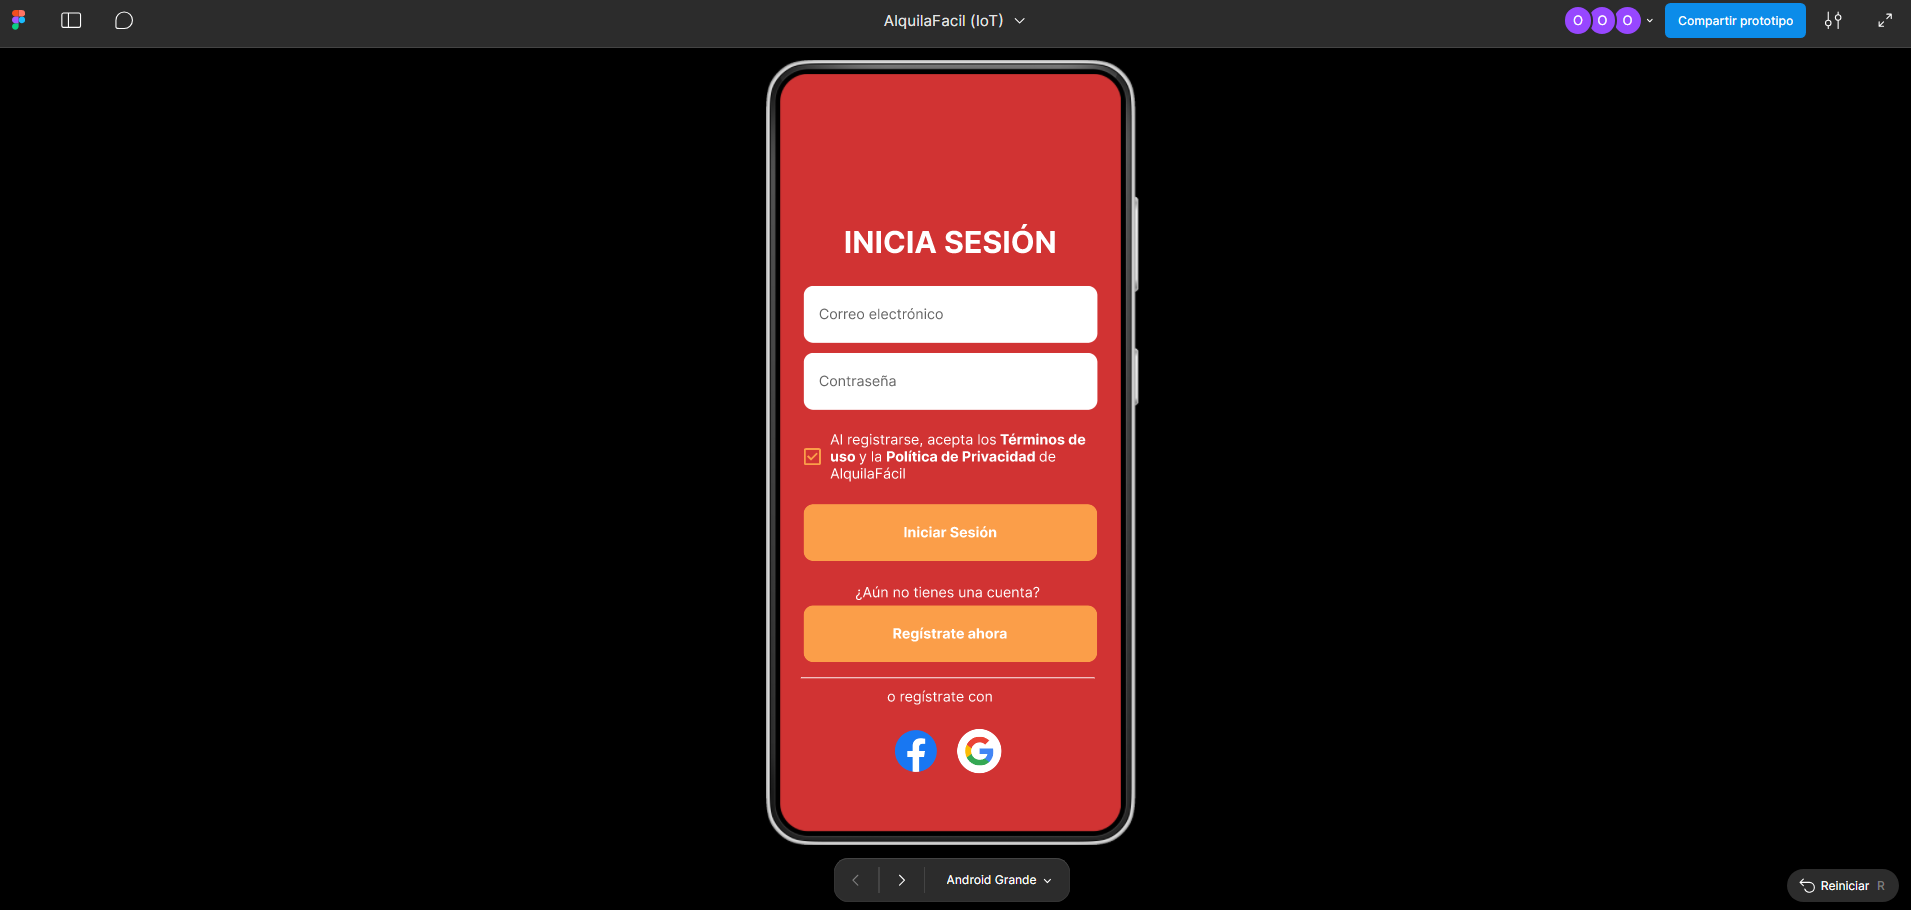 AlquilaFacil (IoT)
O O O
Compartir prototipo
INICIA SESIÓN
Correo electrónico
Contraseña
Al registrarse, acepta los Términos de
uso y la Política de Privacidad de
AlquilaFácil
Iniciar Sesión
¿Aún no tienes una cuenta?
Regístrate ahora
o regístrate con
Android Grande
Reiniciar R